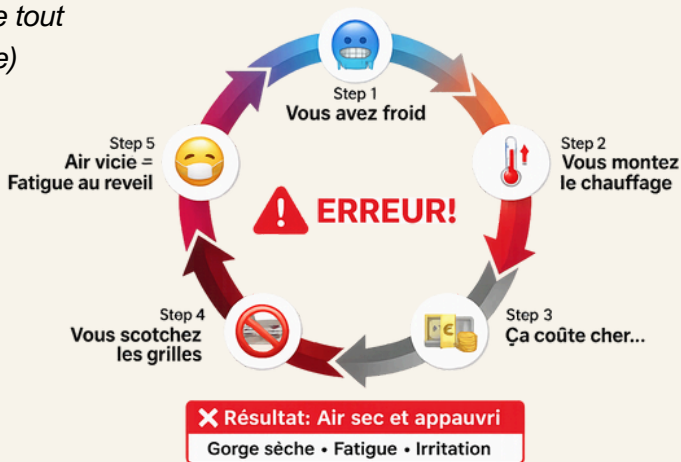 e tout
e)
Step 1
Vous avez froid
Step 2
Vous montez
le chauffage
Step 3
Ça coûte cher...
Step 4
Vous scotchez
les grilles
Step 5
Air vicie =
Fatigue au reveil
ERREUR!
Résultat: Air sec et appauvri
Gorge sèche • Fatigue • Irritation